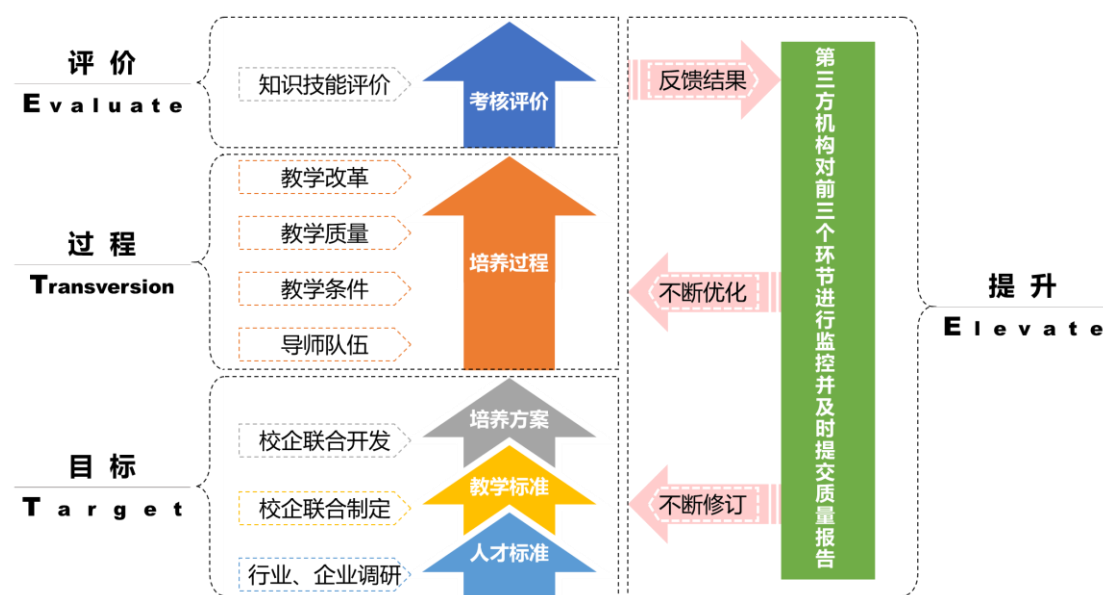 评价
Evaluate
知识技能评价
考核评价
过程
Transversion
教学改革
教学质量
教学条件
导师队伍
培养过程
目标
Target
校企联合开发
培养方案
校企联合制定
教学标准
行业、企业调研
人才标准
反馈结果
不断优化
不断修订
第三方机构对前三个环节进行监控并及时提交质量报告
提升
Elevate